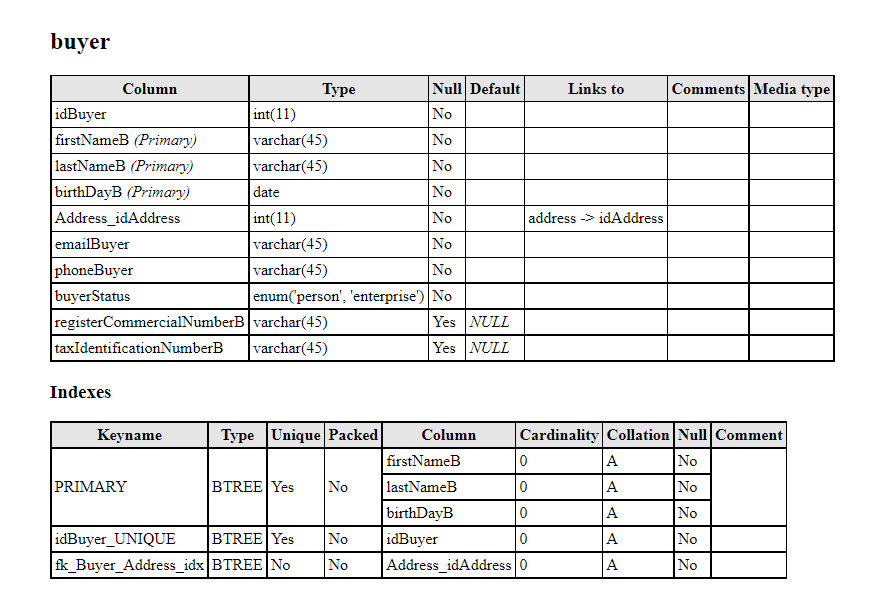 buyer
Column Type Null Default Links to Comments Media type
idBuyer int(11) No
firstNameB (Primary) varchar(45) No
lastNameB (Primary) varchar(45) No
birthDayB (Primary) date No
Address_idAddress int(11) No address -> idAddress
emailBuyer varchar(45) No
phoneBuyer varchar(45) No
buyerStatus enum('person', 'enterprise') No
registerCommercialNumberB varchar(45) Yes NULL
taxIdentificationNumberB varchar(45) Yes NULL
Indexes
Keyname Type Unique Packed Column Cardinality Collation Null Comment
firstNameB 0 A No
PRIMARY BTREE Yes No lastNameB 0 A No
birthDayB 0 A No
idBuyer_UNIQUE BTREE Yes No idBuyer 0 A No
fk_Buyer_Address_idx BTREE No No Address_idAddress 0 A No